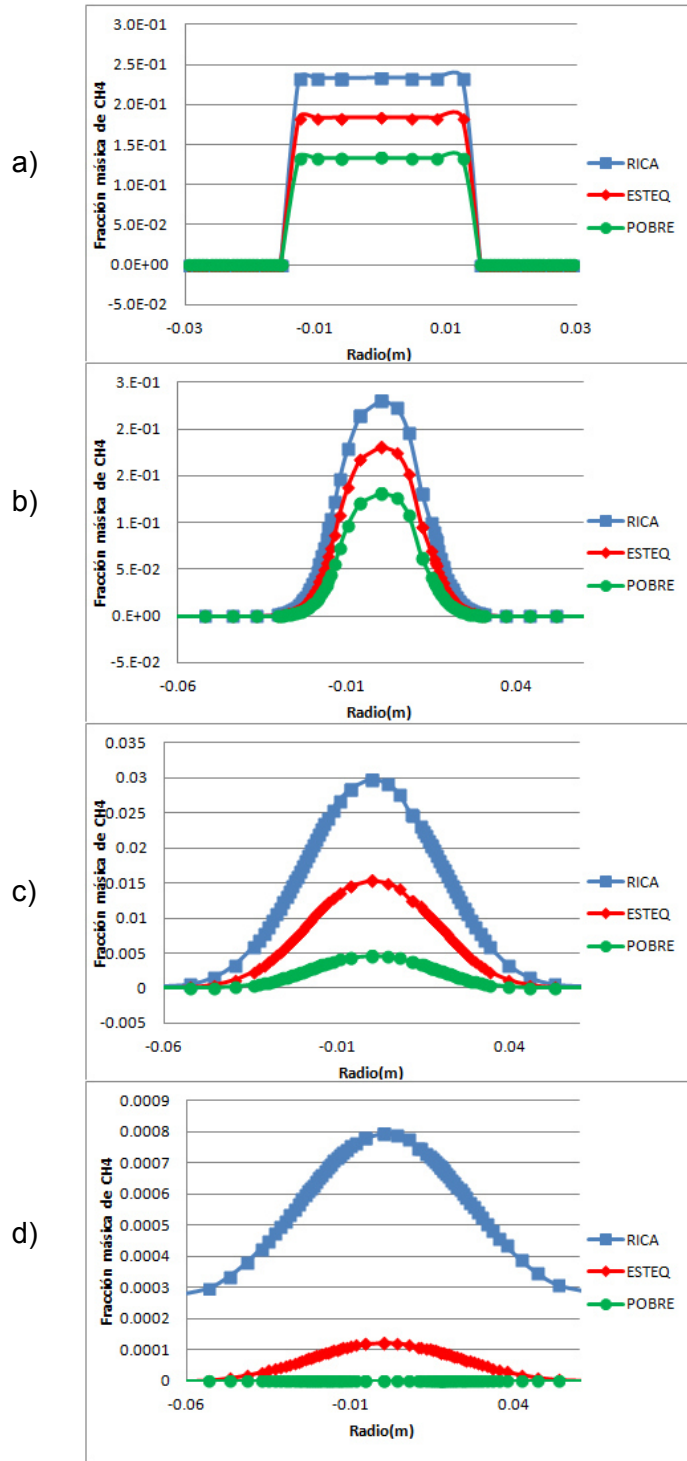 a)
Fracción másica de CH4
3.0E-01
2.5E-01
2.0E-01
1.5E-01
1.0E-01
5.0E-02
0.0E+00
-5.0E-02
-0.03
-0.01
0.01
0.03
Radio(m)
RICA
ESTEQ
POBRE
b)
Fracción másica de CH4
3.E-01
2.E-01
2.E-01
1.E-01
5.E-02
0.E+00
-5.E-02
-0.06
-0.01
0.04
Radio(m)
RICA
ESTEQ
POBRE
c)
Fracción másica de CH4
0.035
0.03
0.025
0.02
0.015
0.01
0.005
0
-0.005
-0.06
-0.01
0.04
Radio(m)
RICA
ESTEQ
POBRE
d)
Fracción másica de CH4
0.0009
0.0008
0.0007
0.0006
0.0005
0.0004
0.0003
0.0002
0.0001
0
-0.06
-0.01
0.04
Radio(m)
RICA
ESTEQ
POBRE